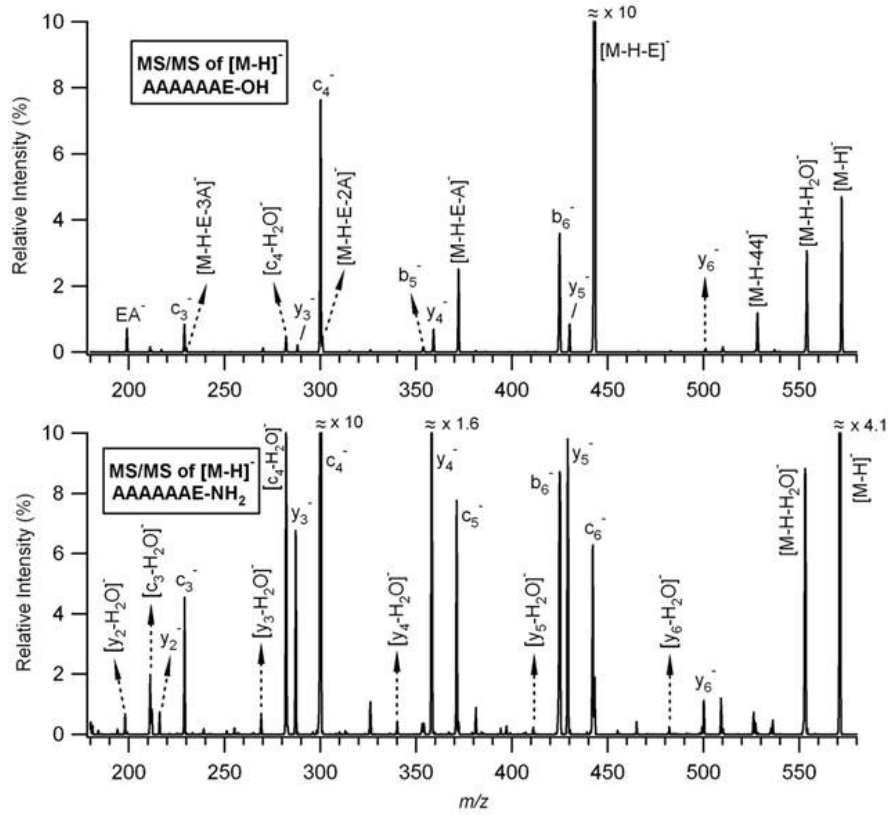 ≈ x 10
MS/MS of [M-H]⁻
AAAAAAE-OH
EA⁻
c₃⁻
[M-H-E-3A]⁻
[c₄-H₂O]⁻
y₃⁻
c₄⁻
[M-H-E-2A]⁻
b₅⁻
y₄⁻
[M-H-E-A]⁻
b₆⁻
y₅⁻
[M-H-E]⁻
y₆⁻
[M-H-44]⁻
[M-H-H₂O]⁻
[M-H]⁻
Relative Intensity (%)
10
8
6
4
2
0
200 250 300 350 400 450 500 550
≈ x 10
≈ x 1.6
≈ x 4.1
MS/MS of [M-H]⁻
AAAAAAE-NH₂
[y₂-H₂O]⁻
[c₃-H₂O]⁻
y₂⁻
c₃⁻
[y₃-H₂O]⁻
[c₄-H₂O]⁻
y₃⁻
c₄⁻
[y₄-H₂O]⁻
y₄⁻
c₅⁻
[y₅-H₂O]⁻
b₆⁻
y₅⁻
c₆⁻
[y₆-H₂O]⁻
y₆⁻
[M-H-H₂O]⁻
[M-H]⁻
Relative Intensity (%)
10
8
6
4
2
0
200 250 300 350 400 450 500 550
m/z